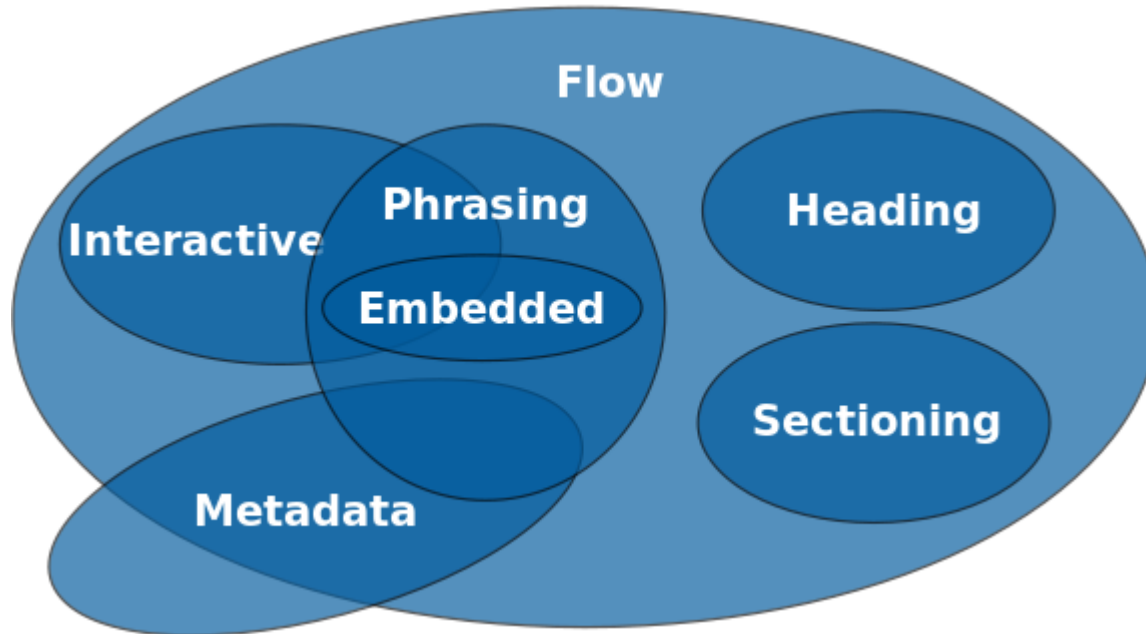 Flow
Phrasing
Heading
Interactive
Embedded
Sectioning
Metadata